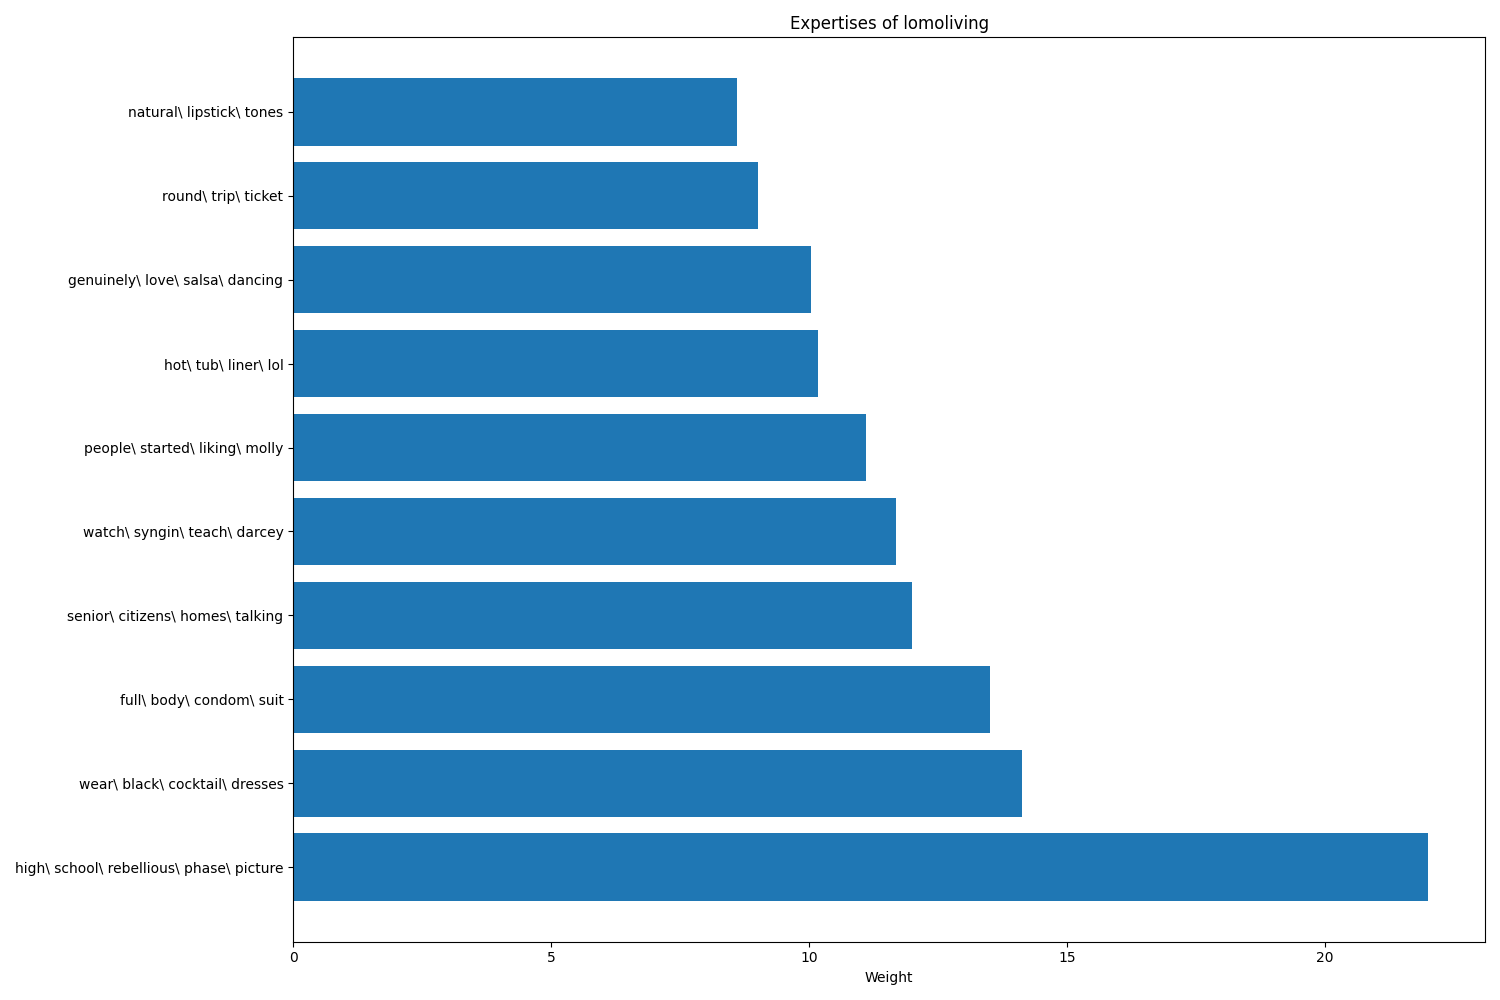 Expertises of lomoliving
natural\ lipstick\ tones
round\ trip\ ticket
genuinely\ love\ salsa\ dancing
hot\ tub\ liner\ lol
people\ started\ liking\ molly
watch\ syngin\ teach\ darcey
senior\ citizens\ homes\ talking
full\ body\ condom\ suit
wear\ black\ cocktail\ dresses
high\ school\ rebellious\ phase\ picture
0 5 10 15 20
Weight